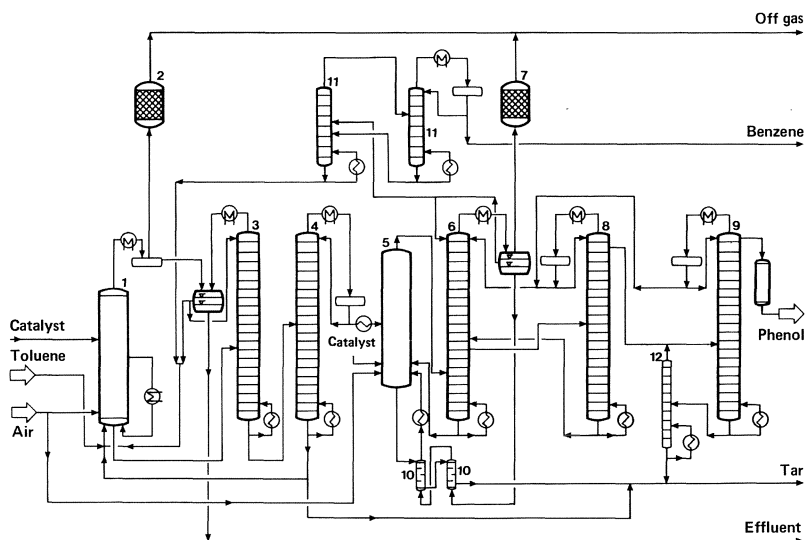 Off gas
2
7
11
11
Benzene
3
4
6
8
9
1
5
Catalyst
Catalyst
Phenol
Toluene
12
Air
10
10
Tar
Effluent